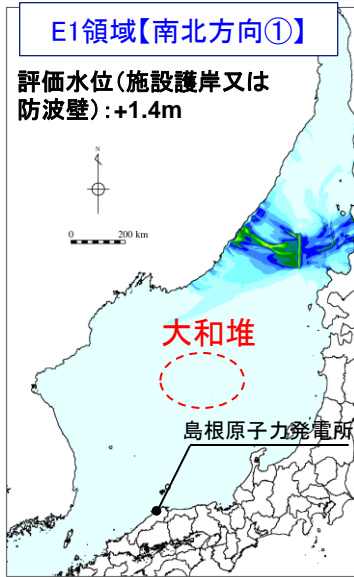 E1領域【南北方向①】
評価水位(施設護岸又は
防波壁):+1.4m
N
0 200 km
大和堆
島根原子力発電所